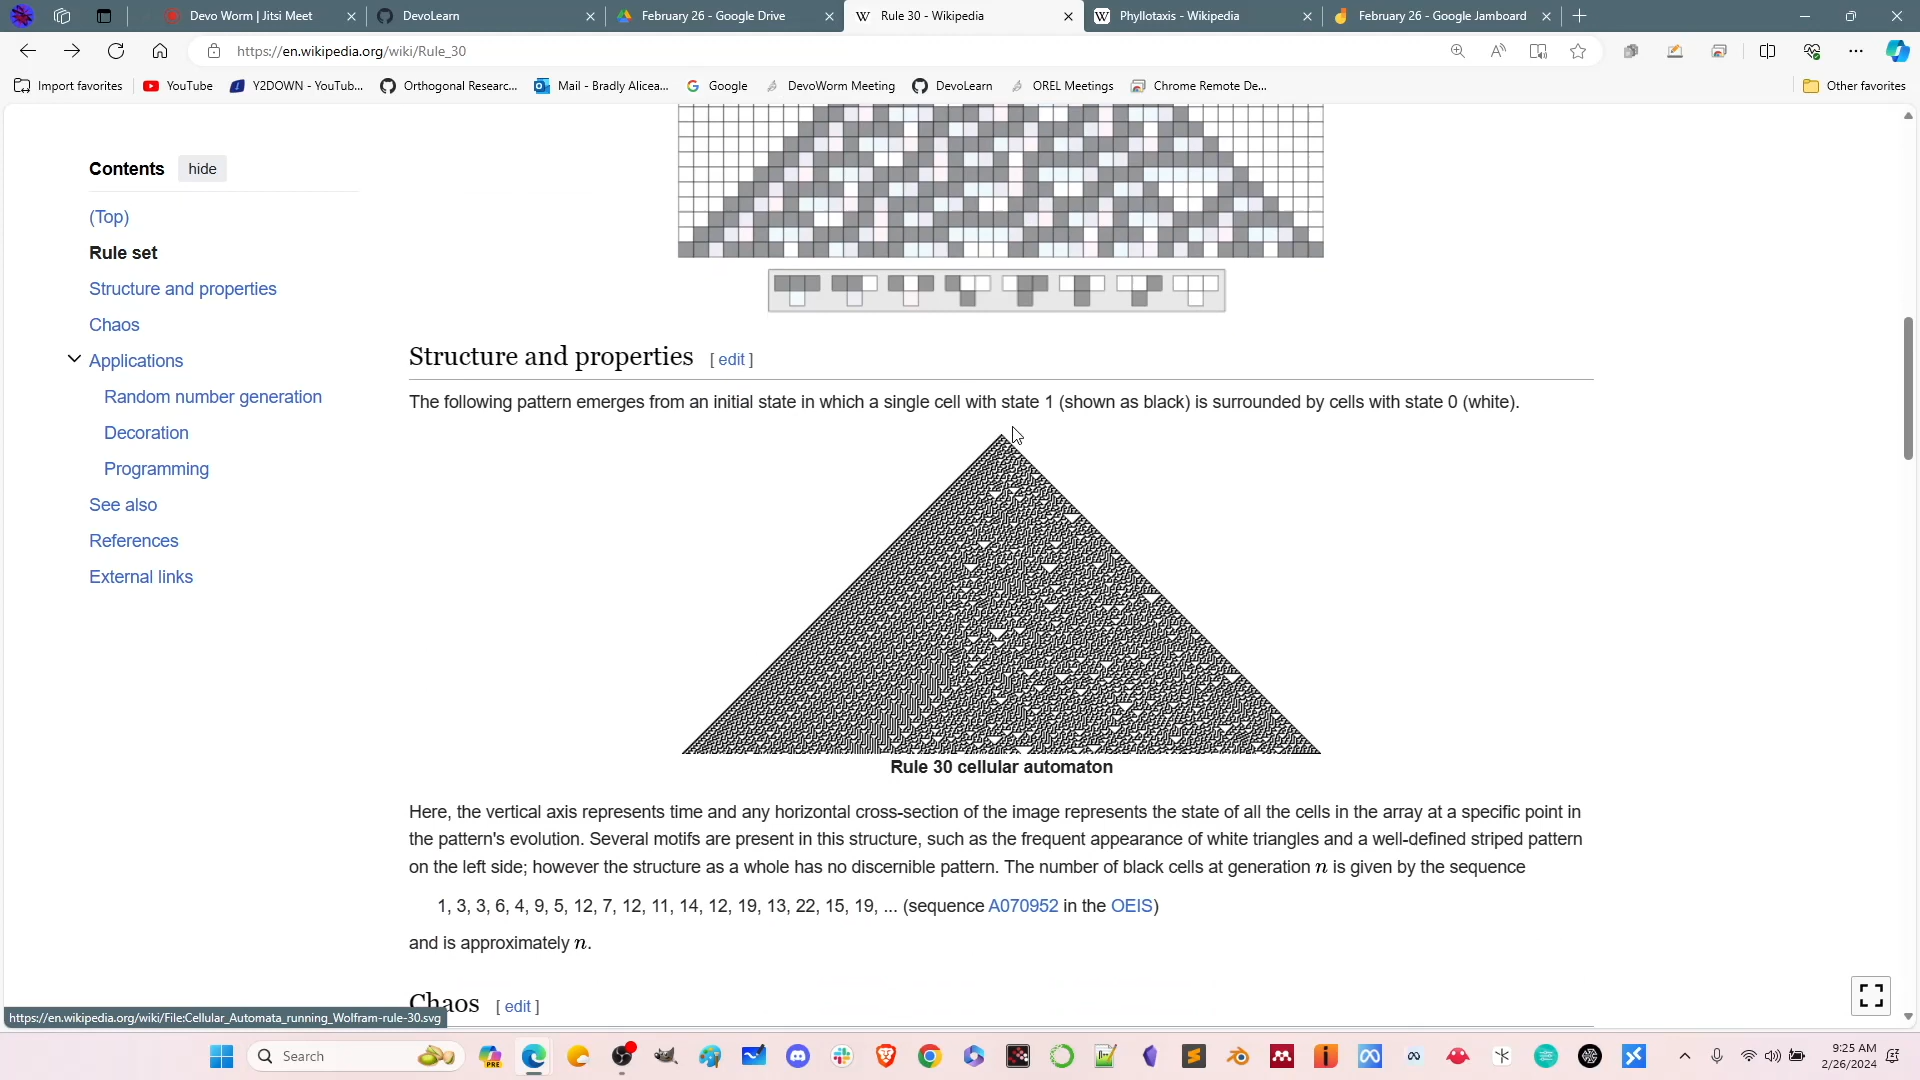 Devo Worm | Jitsi Meet
DevoLearn
February 26 - Google Drive
Rule 30 - Wikipedia
Phyllotaxis - Wikipedia
February 26 - Google Jamboard
https://en.wikipedia.org/wiki/Rule_30
Import favorites
YouTube
Y2DOWN - YouTub...
Orthogonal Researc...
Mail - Bradly Alicea...
Google
DevoWorm Meeting
DevoLearn
OREL Meetings
Chrome Remote De...
Other favorites
Contents hide
(Top)
Rule set
Structure and properties
Chaos
Applications
Random number generation
Decoration
Programming
See also
References
External links
Structure and properties [ edit ]
The following pattern emerges from an initial state in which a single cell with state 1 (shown as black) is surrounded by cells with state 0 (white).
Rule 30 cellular automaton
Here, the vertical axis represents time and any horizontal cross-section of the image represents the state of all the cells in the array at a specific point in
the pattern's evolution. Several motifs are present in this structure, such as the frequent appearance of white triangles and a well-defined striped pattern
on the left side; however the structure as a whole has no discernible pattern. The number of black cells at generation n is given by the sequence
1, 3, 3, 6, 4, 9, 5, 12, 7, 12, 11, 14, 12, 19, 13, 22, 15, 19, ... (sequence A070952 in the OEIS)
and is approximately n.
Chaos [ edit ]
https://en.wikipedia.org/wiki/File:Cellular_Automata_running_Wolfram-rule-30.svg
Search
9:25 AM
2/26/2024